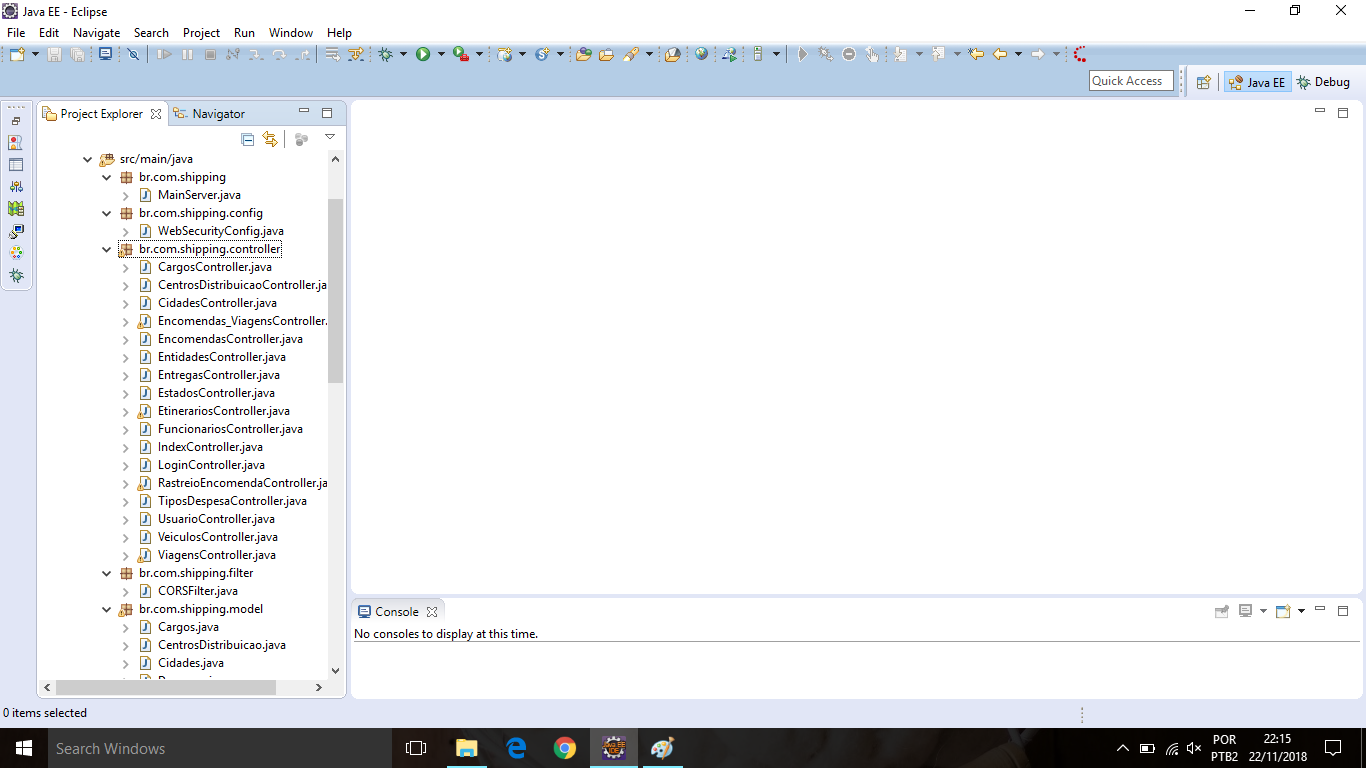 Java EE - Eclipse
File Edit Navigate Search Project Run Window Help
Quick Access
Java EE
Debug
Project Explorer
Navigator
src/main/java
br.com.shipping
MainServer.java
br.com.shipping.config
WebSecurityConfig.java
br.com.shipping.controller
CargosController.java
CentrosDistribuicaoController.ja
CidadesController.java
Encomendas_ViagensController.
EncomendasController.java
EntidadesController.java
EntregasController.java
EstadosController.java
EtinerariosController.java
FuncionariosController.java
IndexController.java
LoginController.java
RastreioEncomendaController.ja
TiposDespesaController.java
UsuarioController.java
VeiculosController.java
ViagensController.java
br.com.shipping.filter
CORSFilter.java
br.com.shipping.model
Cargos.java
CentrosDistribuicao.java
Cidades.java
Console
No consoles to display at this time.
0 items selected
Search Windows
POR
PTB2
22:15
22/11/2018